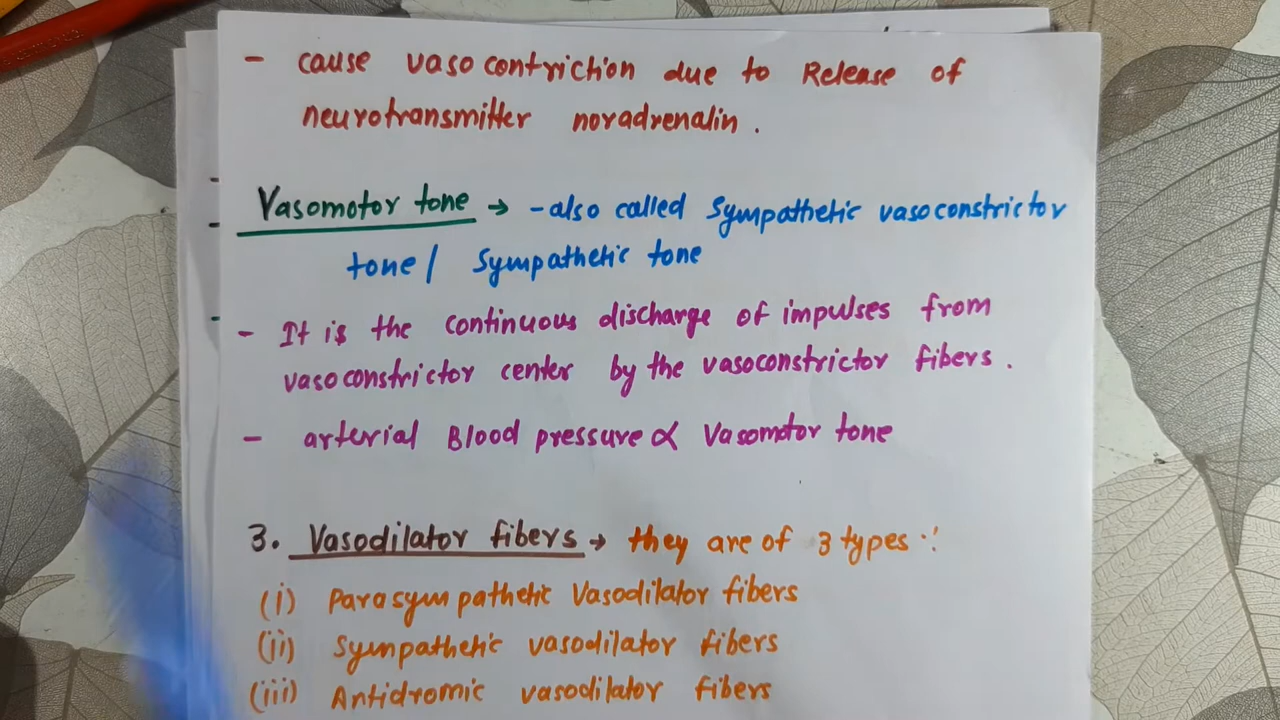 - cause vasocontriction due to Release of
neurotransmitter noradrenalin.
Vasomotor tone → - also called Sympathetic vasoconstrictor
tone / Sympathetic tone
- It is the continuous discharge of impulses from
vasoconstrictor center by the vasoconstrictor fibers.
- arterial Blood pressure ∝ Vasomotor tone
3. Vasodilator fibers → they are of 3 types :
(i) Parasympathetic Vasodilator fibers
(ii) Sympathetic vasodilator fibers
(iii) Antidromic vasodilator fibers